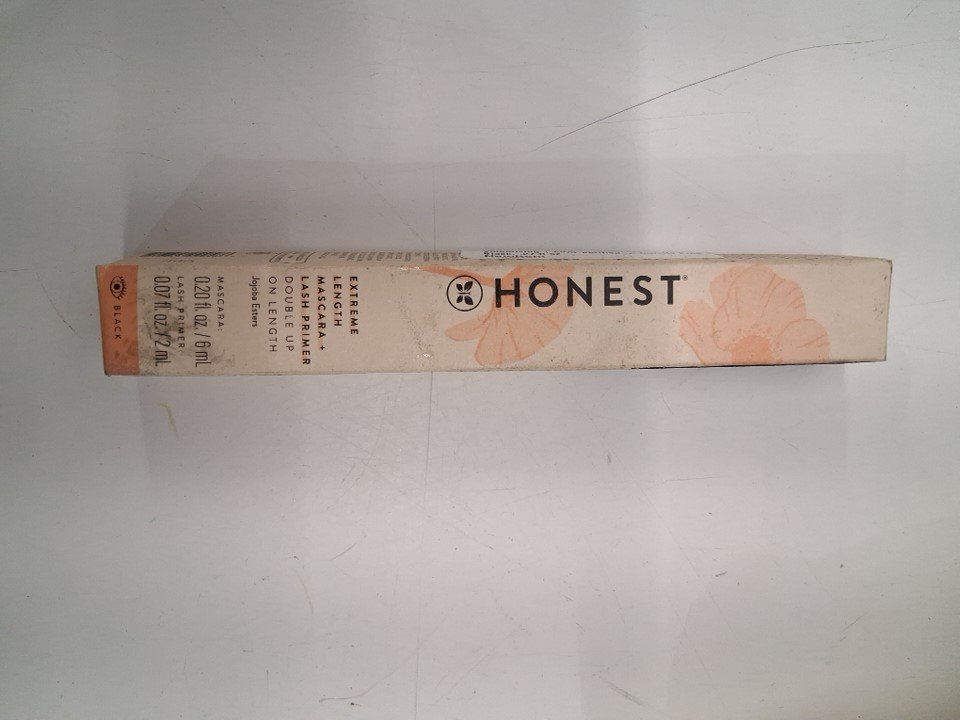 HONEST®
EXTREME
LENGTH
MASCARA +
LASH PRIMER
DOUBLE UP
ON LENGTH
Jojoba Esters
MASCARA:
0.20 fl. oz. / 6 mL
LASH PRIMER:
0.07 fl. oz. / 2 mL
BLACK